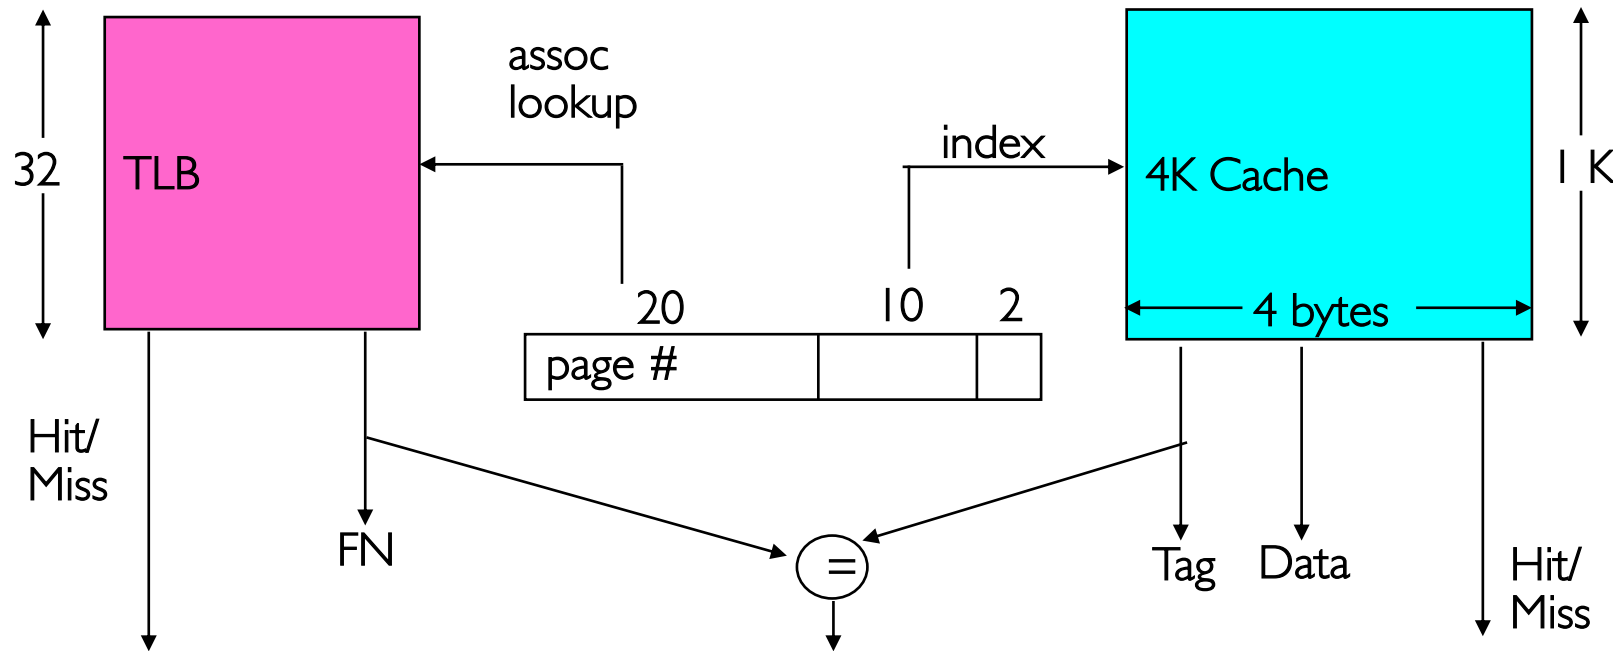 assoc
lookup
index
32
TLB
4K Cache
1 K
20
10
2
4 bytes
page #
Hit/
Miss
FN
=
Tag
Data
Hit/
Miss